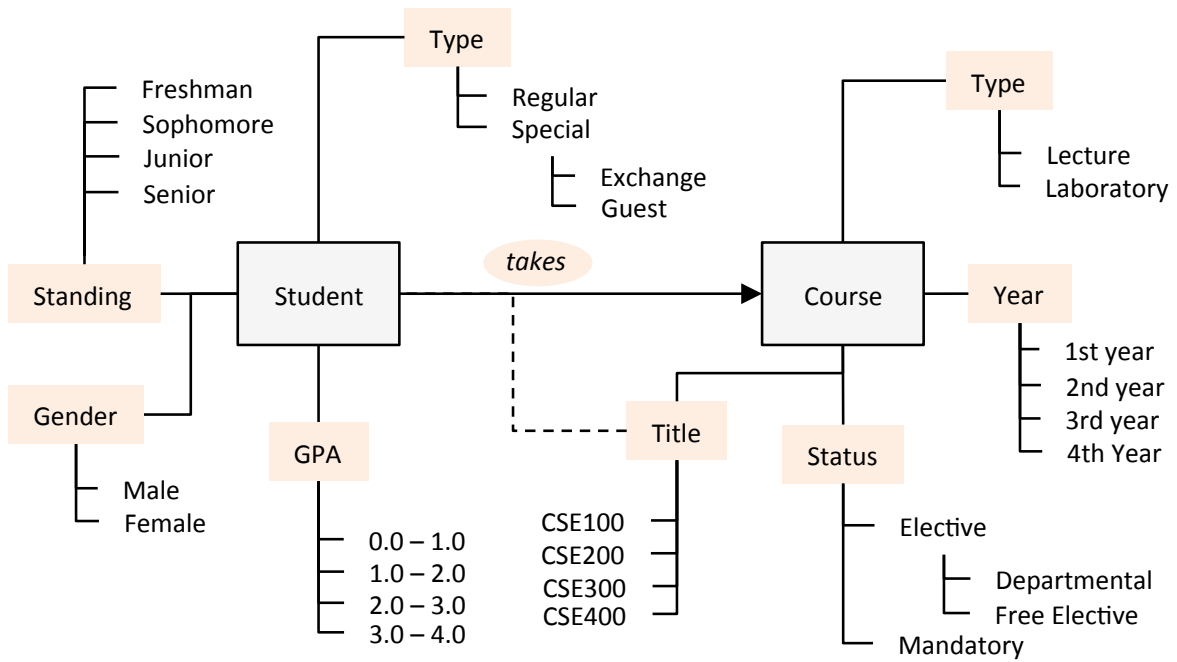 Type
Regular
Special
Exchange
Guest
Freshman
Sophomore
Junior
Senior
Standing
Student
takes
Gender
Male
Female
GPA
0.0 – 1.0
1.0 – 2.0
2.0 – 3.0
3.0 – 4.0
Type
Lecture
Laboratory
Course
Year
1st year
2nd year
3rd year
4th Year
Title
CSE100
CSE200
CSE300
CSE400
Status
Elective
Departmental
Free Elective
Mandatory